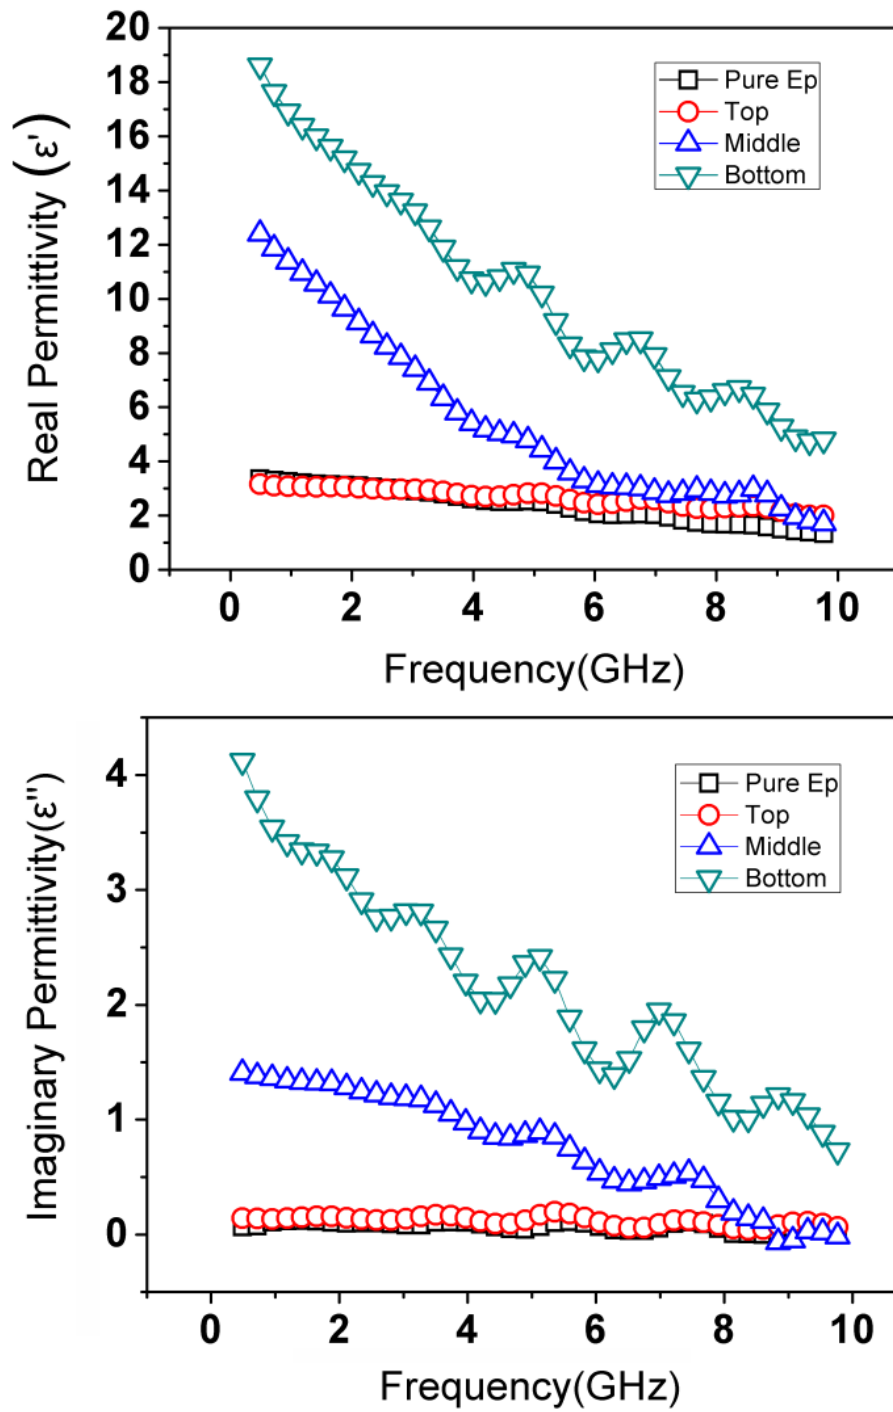 20
18
16
14
12
10
8
6
4
2
0
Real Permittivity (ε')
Pure Ep
Top
Middle
Bottom
0 2 4 6 8 10
Frequency(GHz)
4
3
2
1
0
Imaginary Permittivity(ε")
Pure Ep
Top
Middle
Bottom
0 2 4 6 8 10
Frequency(GHz)